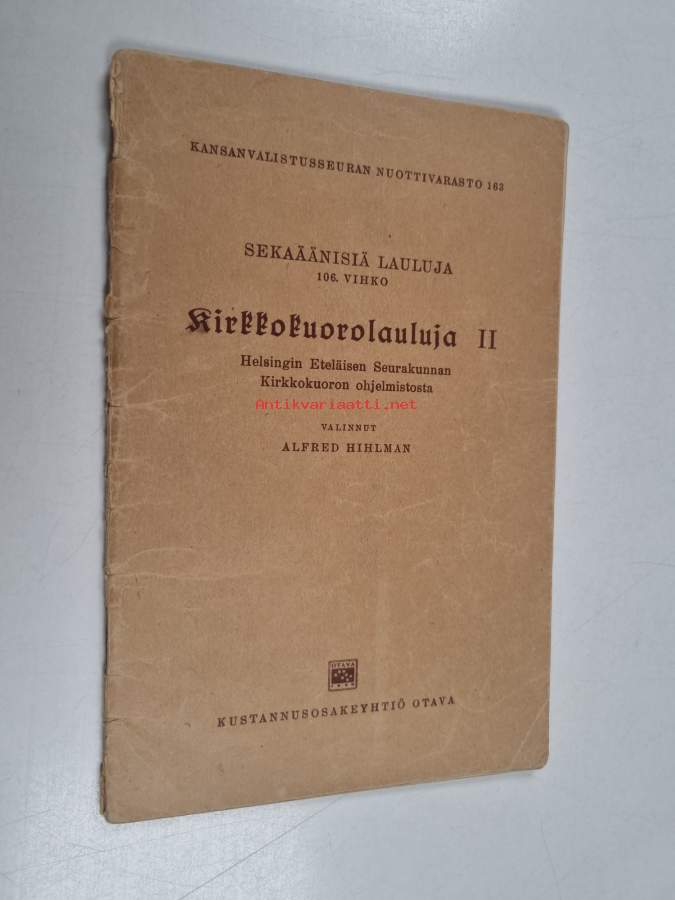 KANSANVALISTUSSEURAN NUOTTIVARASTO 163
SEKAÄÄNISIÄ LAULUJA
106. VIHKO
Kirkkokuorolauluja II
Helsingin Eteläisen Seurakunnan
Kirkkokuoron ohjelmistosta
Antikvariaatti.net
VALINNUT
ALFRED HIHLMAN
OTAVA
KUSTANNUSOSAKEYHTIÖ OTAVA